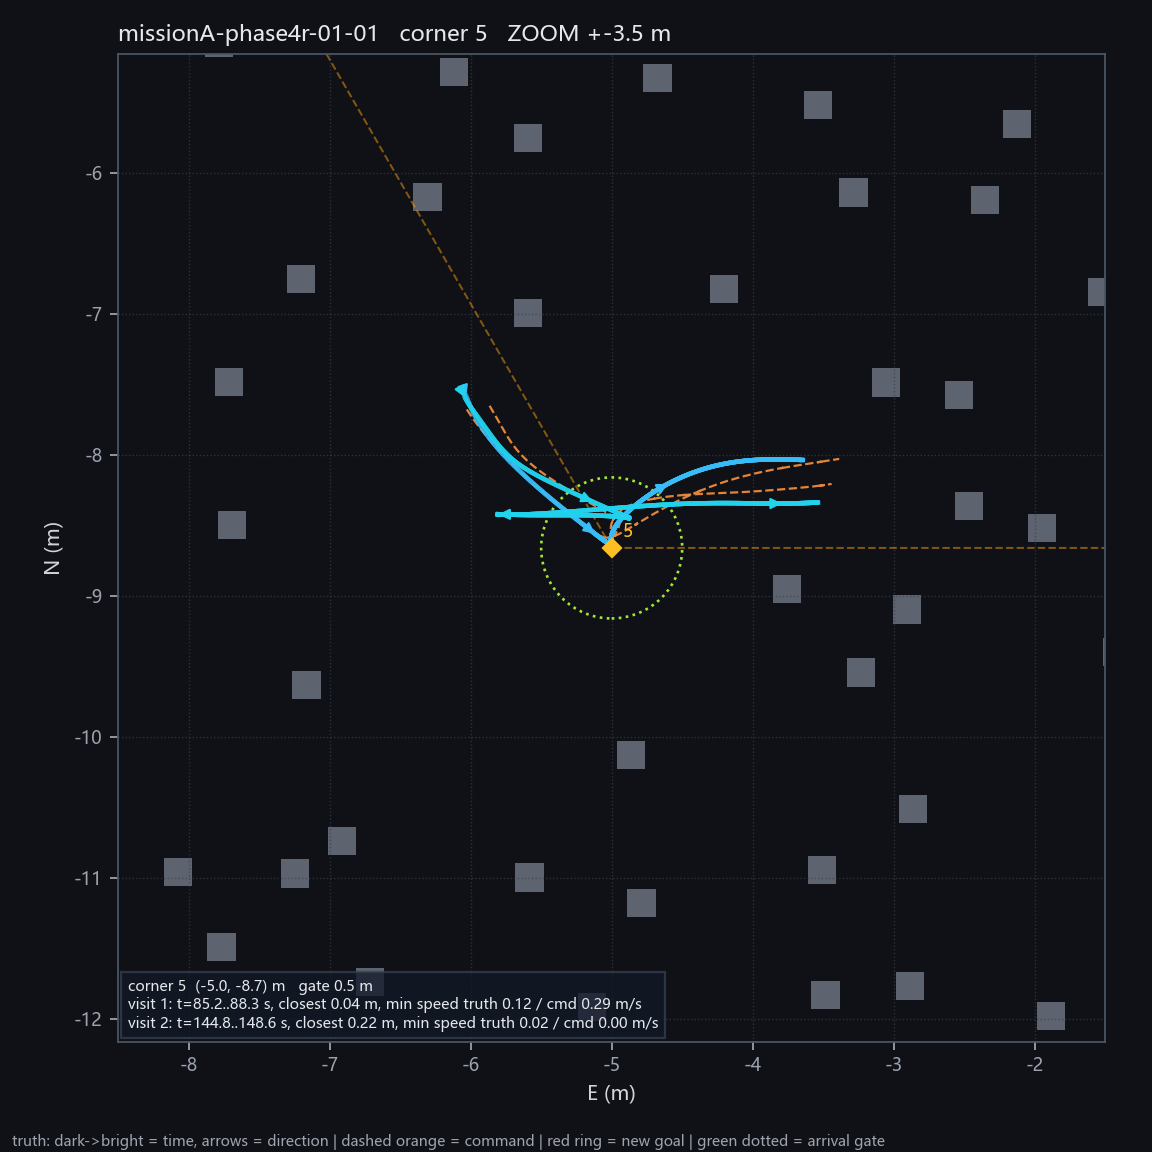 missionA-phase4r-01-01   corner 5   ZOOM +-3.5 m
-6
-7
-8
-9
-10
-11
-12
N (m)
5
corner 5  (-5.0, -8.7) m   gate 0.5 m
visit 1: t=85.2..88.3 s, closest 0.04 m, min speed truth 0.12 / cmd 0.29 m/s
visit 2: t=144.8..148.6 s, closest 0.22 m, min speed truth 0.02 / cmd 0.00 m/s
-8 -7 -6 -5 -4 -3 -2
E (m)
truth: dark->bright = time, arrows = direction | dashed orange = command | red ring = new goal | green dotted = arrival gate